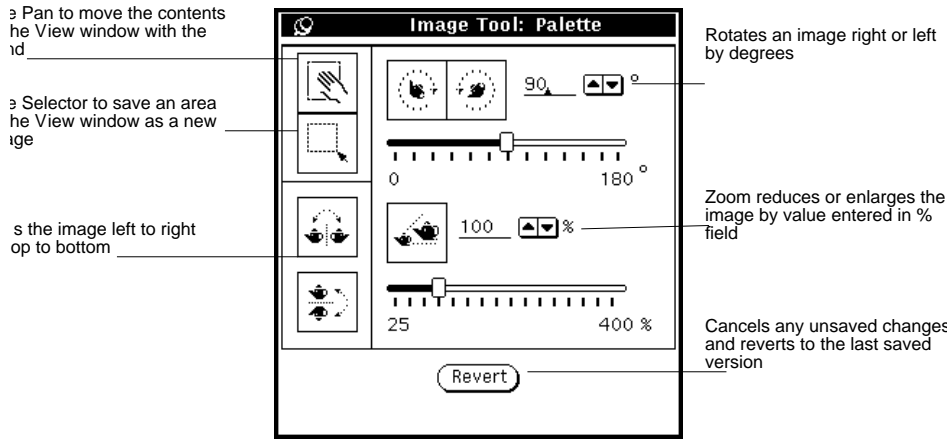 e Pan to move the contents
he View window with the
nd
e Selector to save an area
he View window as a new
age
s the image left to right
op to bottom
Image Tool: Palette
90 °
0 180 °
100 %
25 400 %
Revert
Rotates an image right or left
by degrees
Zoom reduces or enlarges the
image by value entered in %
field
Cancels any unsaved changes
and reverts to the last saved
version